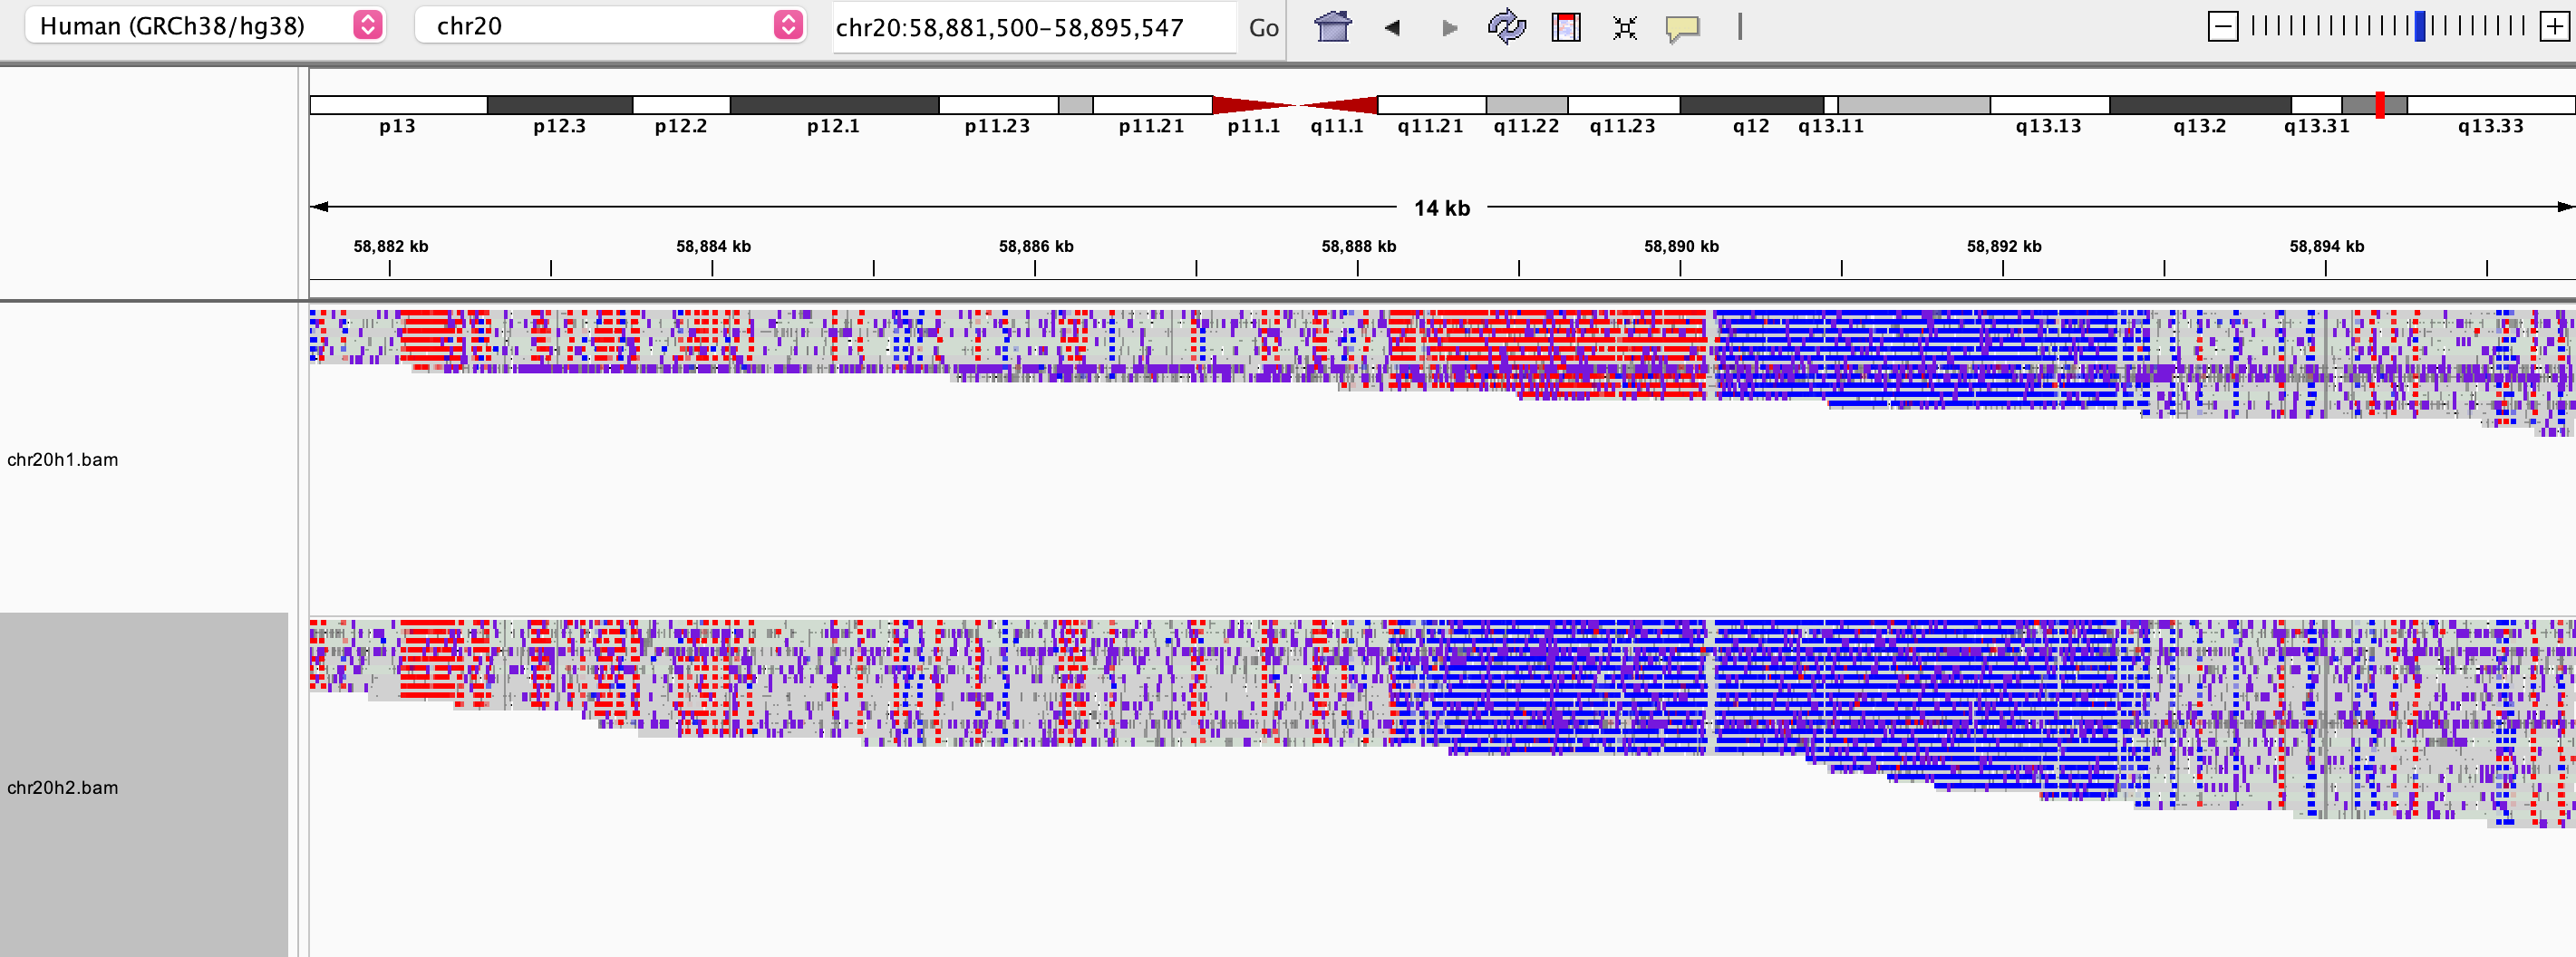 Human (GRCh38/hg38) chr20 chr20:58,881,500-58,895,547 Go
p13 p12.3 p12.2 p12.1 p11.23 p11.21 p11.1 q11.1 q11.21 q11.22 q11.23 q12 q13.11 q13.13 q13.2 q13.31 q13.33
14 kb
58,882 kb 58,884 kb 58,886 kb 58,888 kb 58,890 kb 58,892 kb 58,894 kb
chr20h1.bam
chr20h2.bam